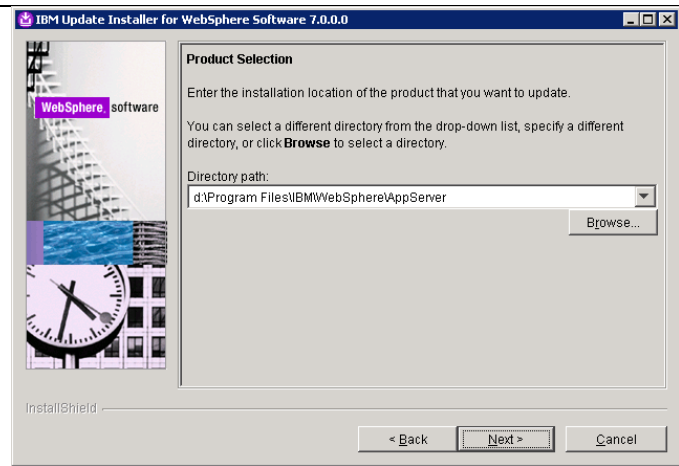 IBM Update Installer for WebSphere Software 7.0.0.0
WebSphere. software
Product Selection
Enter the installation location of the product that you want to update.
You can select a different directory from the drop-down list, specify a different
directory, or click Browse to select a directory.
Directory path:
d:\Program Files\IBM\WebSphere\AppServer
Browse...
InstallShield
< Back
Next >
Cancel